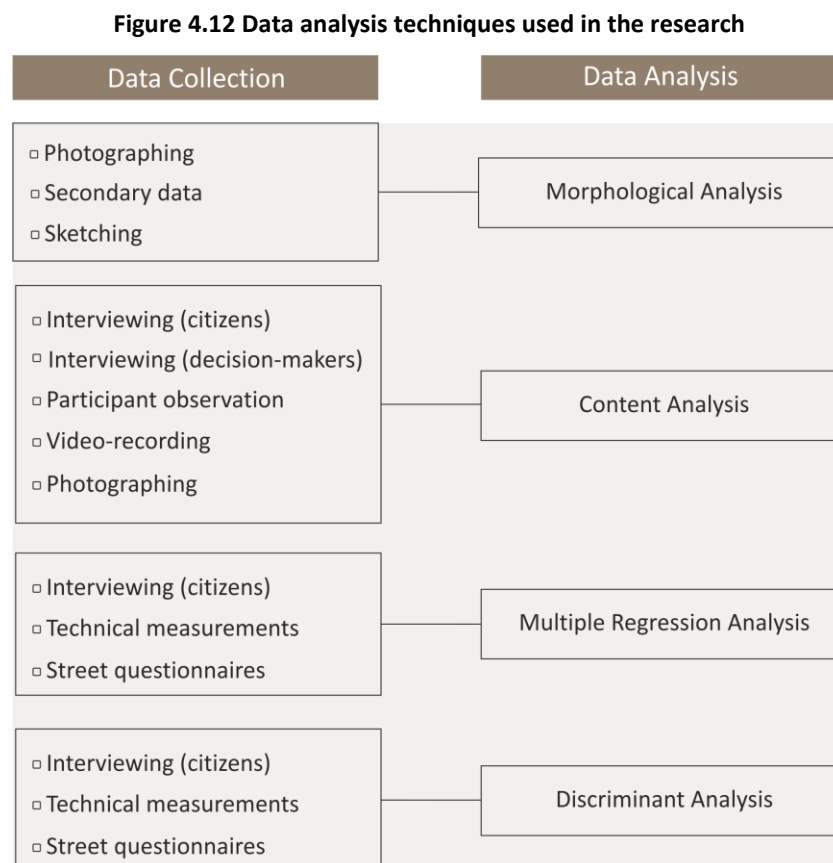 Figure 4.12 Data analysis techniques used in the research
Data Collection
Data Analysis
Photographing
Secondary data
Sketching
Morphological Analysis
Interviewing (citizens)
Interviewing (decision-makers)
Participant observation
Video-recording
Photographing
Content Analysis
Interviewing (citizens)
Technical measurements
Street questionnaires
Multiple Regression Analysis
Interviewing (citizens)
Technical measurements
Street questionnaires
Discriminant Analysis